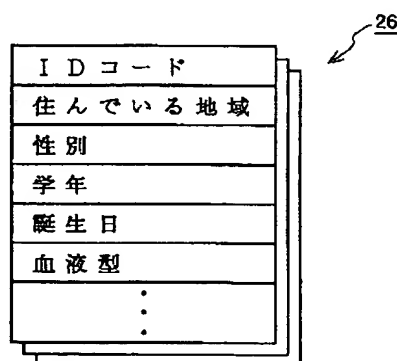 26
IDコード
住んでいる地域
性別
学年
誕生日
血液型